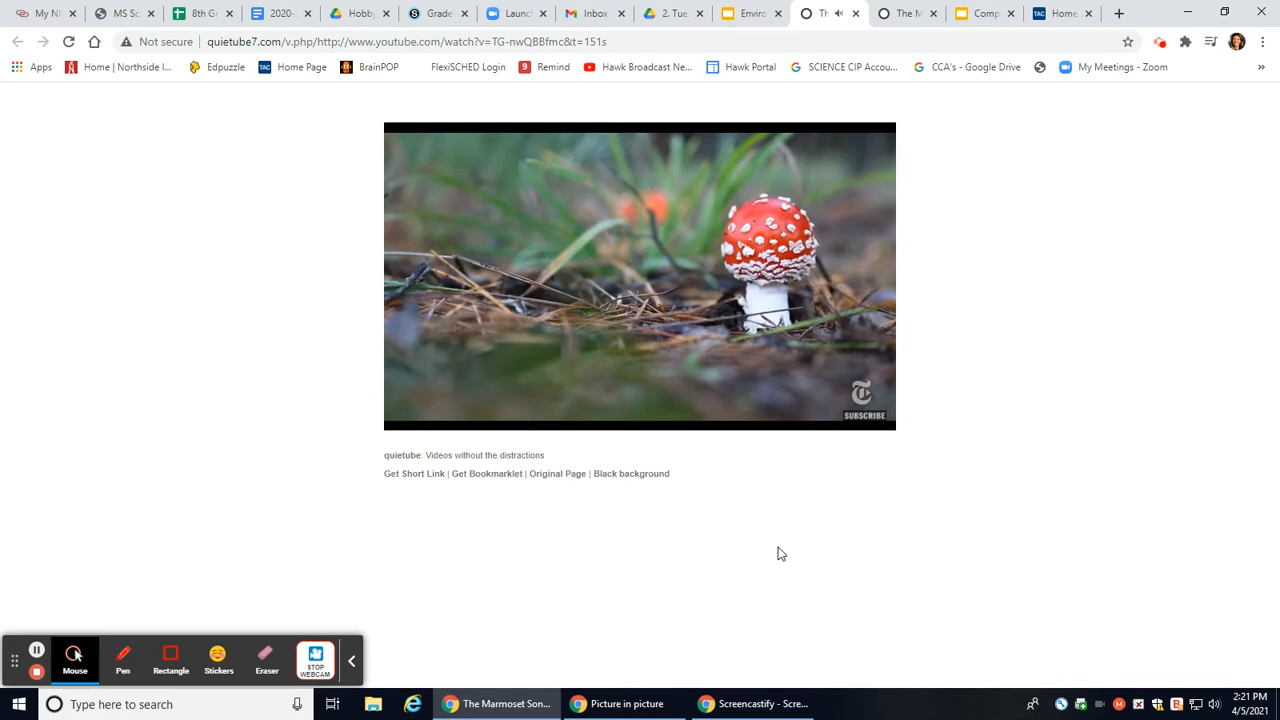 My N
MS Sc
8th Gr
2020-
Hobby
Grade
Launc
Inbox
2. Tue
Enviro
Th
The M
Comp
Home
Not secure
quietube7.com/v.php/http://www.youtube.com/watch?v=TG-nwQBBfmc&t=151s
Apps
Home | Northside I...
Edpuzzle
Home Page
BrainPOP
FlexiSCHED Login
Remind
Hawk Broadcast Ne...
Hawk Portal
SCIENCE CIP Accou...
CCA's - Google Drive
My Meetings - Zoom
»
T
SUBSCRIBE
quietube: Videos without the distractions
Get Short Link | Get Bookmarklet | Original Page | Black background
Mouse
Pen
Rectangle
Stickers
Eraser
STOP
WEBCAM
Type here to search
The Marmoset Son...
Picture in picture
Screencastify - Scre...
2:21 PM
4/5/2021